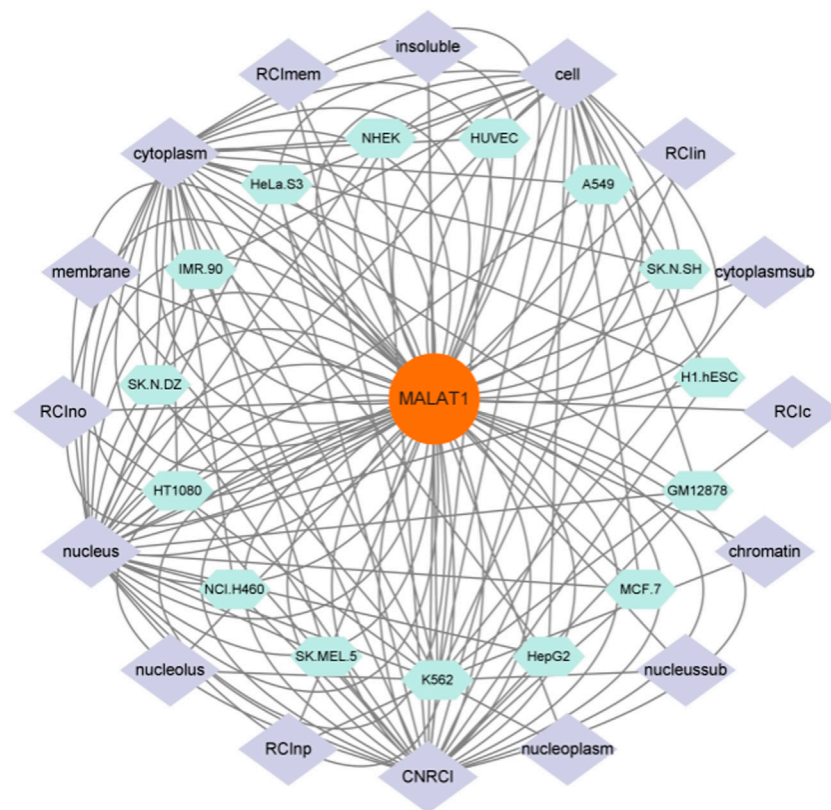 insoluble
RCImem
cell
cytoplasm
NHEK
HUVEC
RCIin
HeLa.S3
A549
membrane
IMR.90
SK.N.SH
cytoplasmsub
SK.N.DZ
MALAT1
H1.hESC
RCIno
RCIc
HT1080
GM12878
nucleus
chromatin
NCI.H460
MCF.7
nucleolus
SK.MEL.5
HepG2
nucleussub
K562
RCInp
nucleoplasm
CNRCI